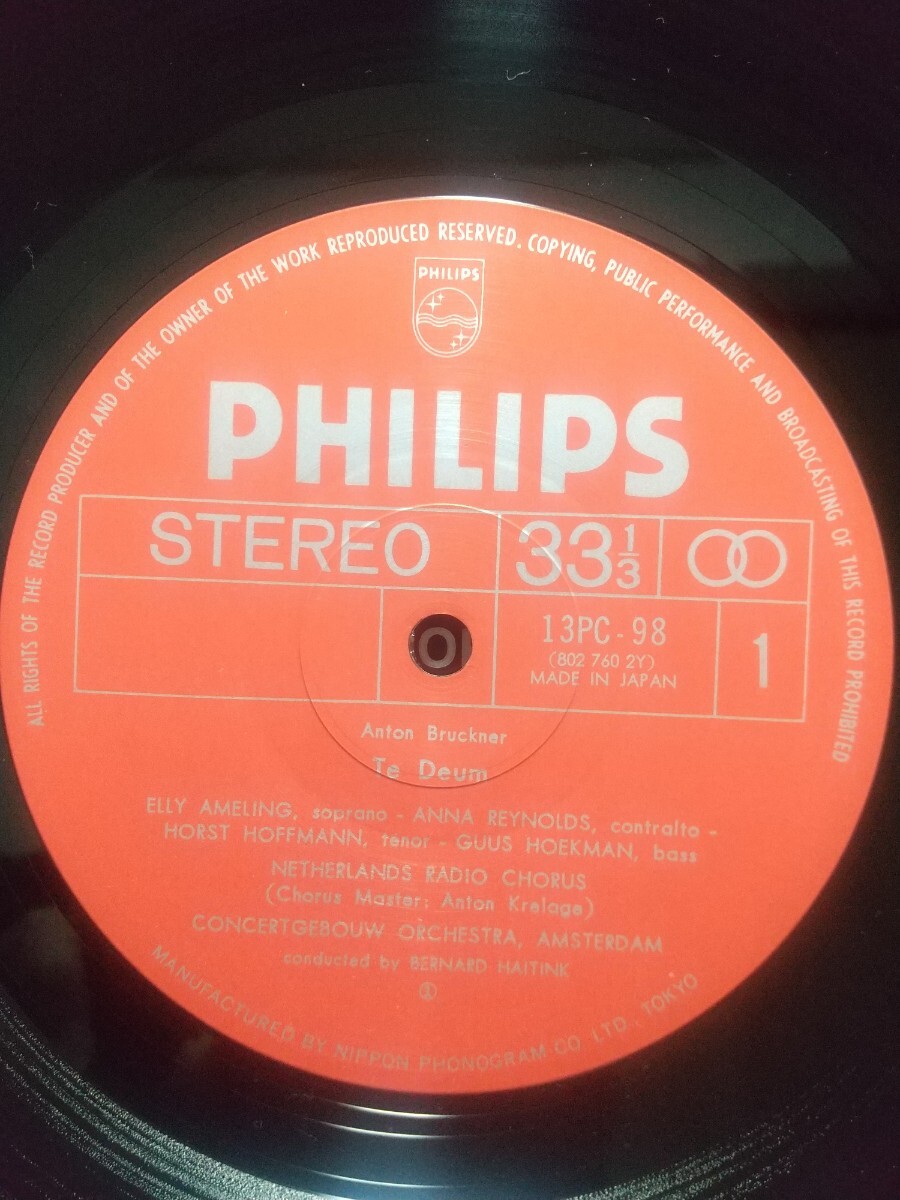 ALL RIGHTS OF THE RECORD PRODUCER AND OF THE OWNER OF THE WORK REPRODUCED RESERVED. COPYING, PUBLIC PERFORMANCE AND BROADCASTING OF THIS RECORD PROHIBITED
PHILIPS
PHILIPS
STEREO
33 1/3
13PC-98
(802 760 2Y)
MADE IN JAPAN
1
Anton Bruckner
Te Deum
ELLY AMELING, soprano - ANNA REYNOLDS, contralto -
HORST HOFFMANN, tenor - GUUS HOEKMAN, bass
NETHERLANDS RADIO CHORUS
(Chorus Master: Anton Krelage)
CONCERTGEBOUW ORCHESTRA, AMSTERDAM
conducted by BERNARD HAITINK
①
MANUFACTURED BY NIPPON PHONOGRAM CO. LTD., TOKYO